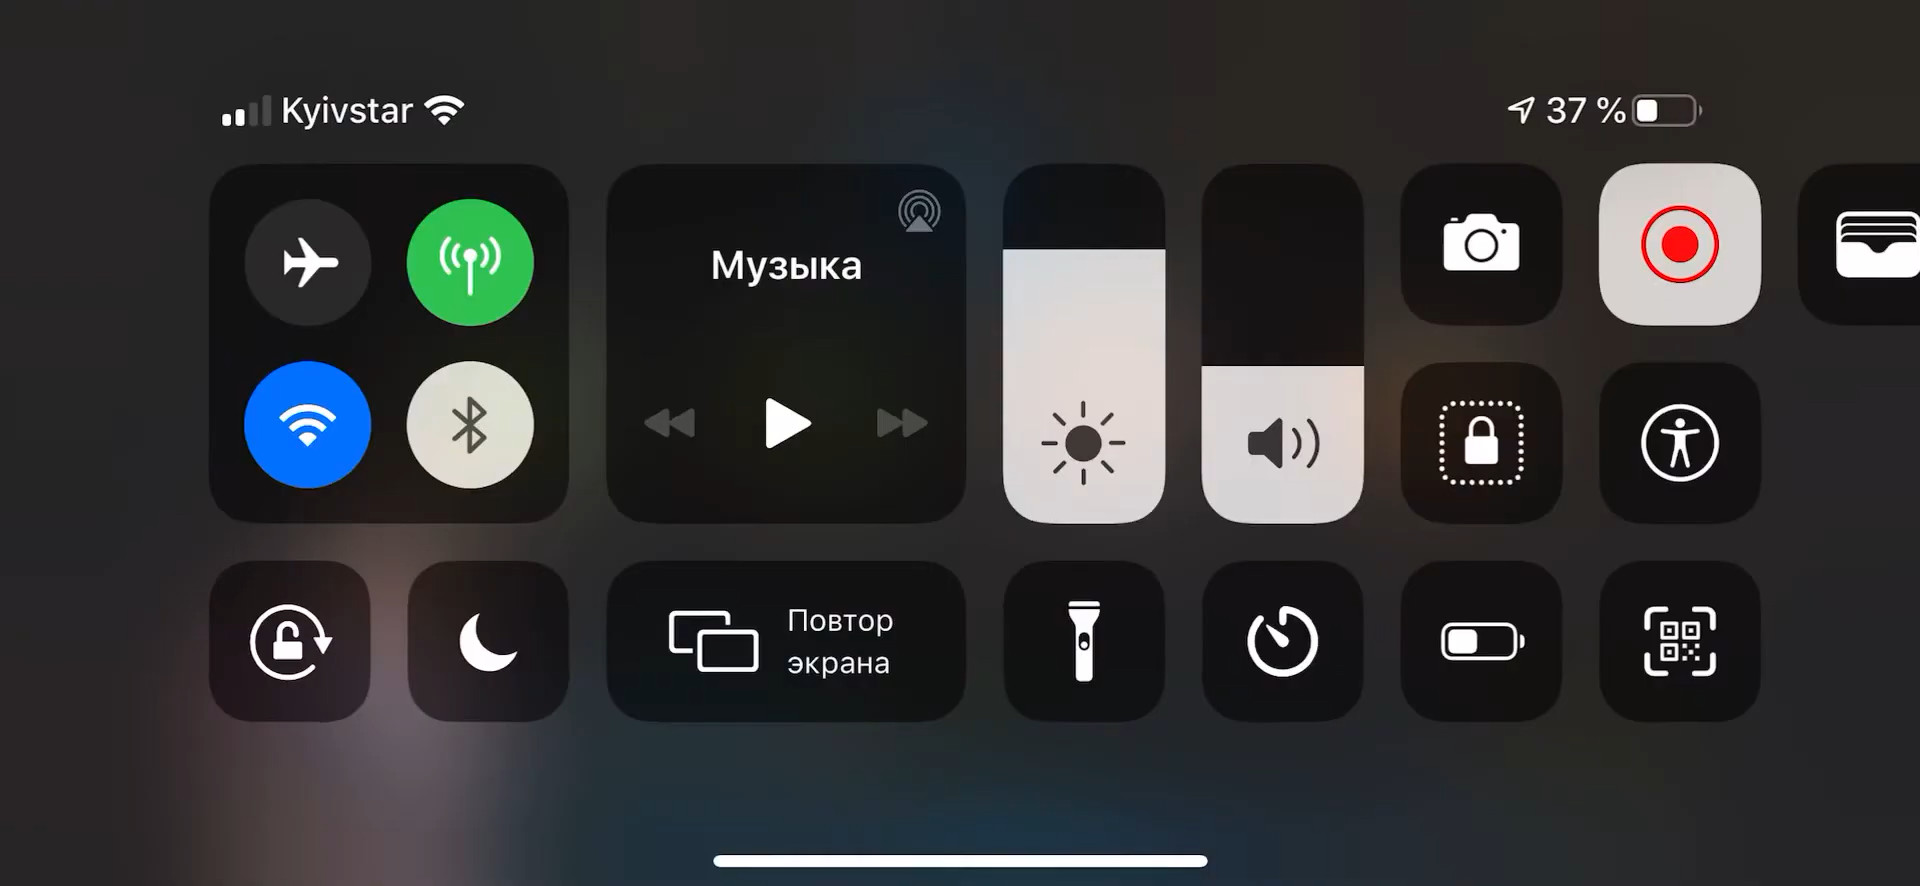 Kyivstar
37 %
Музыка
Повтор
экрана